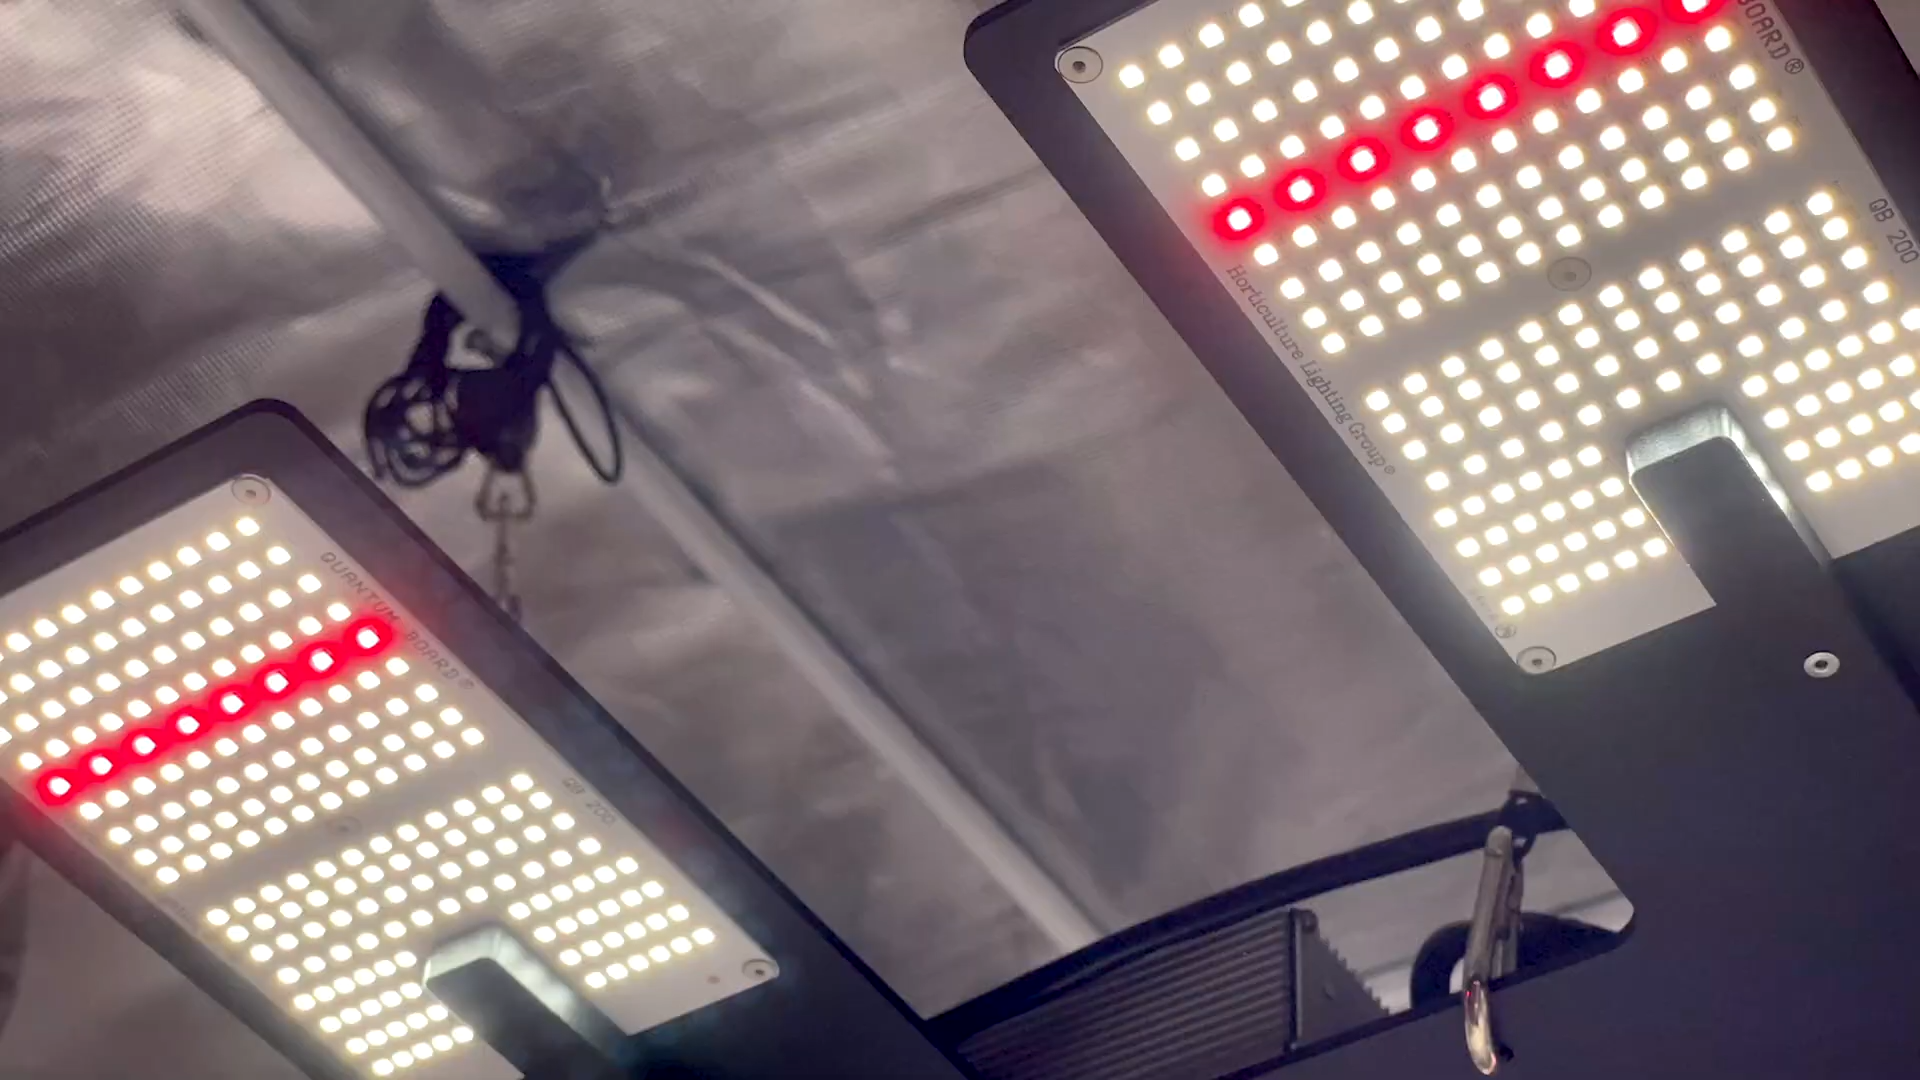 BOARD®
QB 200
Horticulture Lighting Group®
QUANTUM BOARD®
QB 200